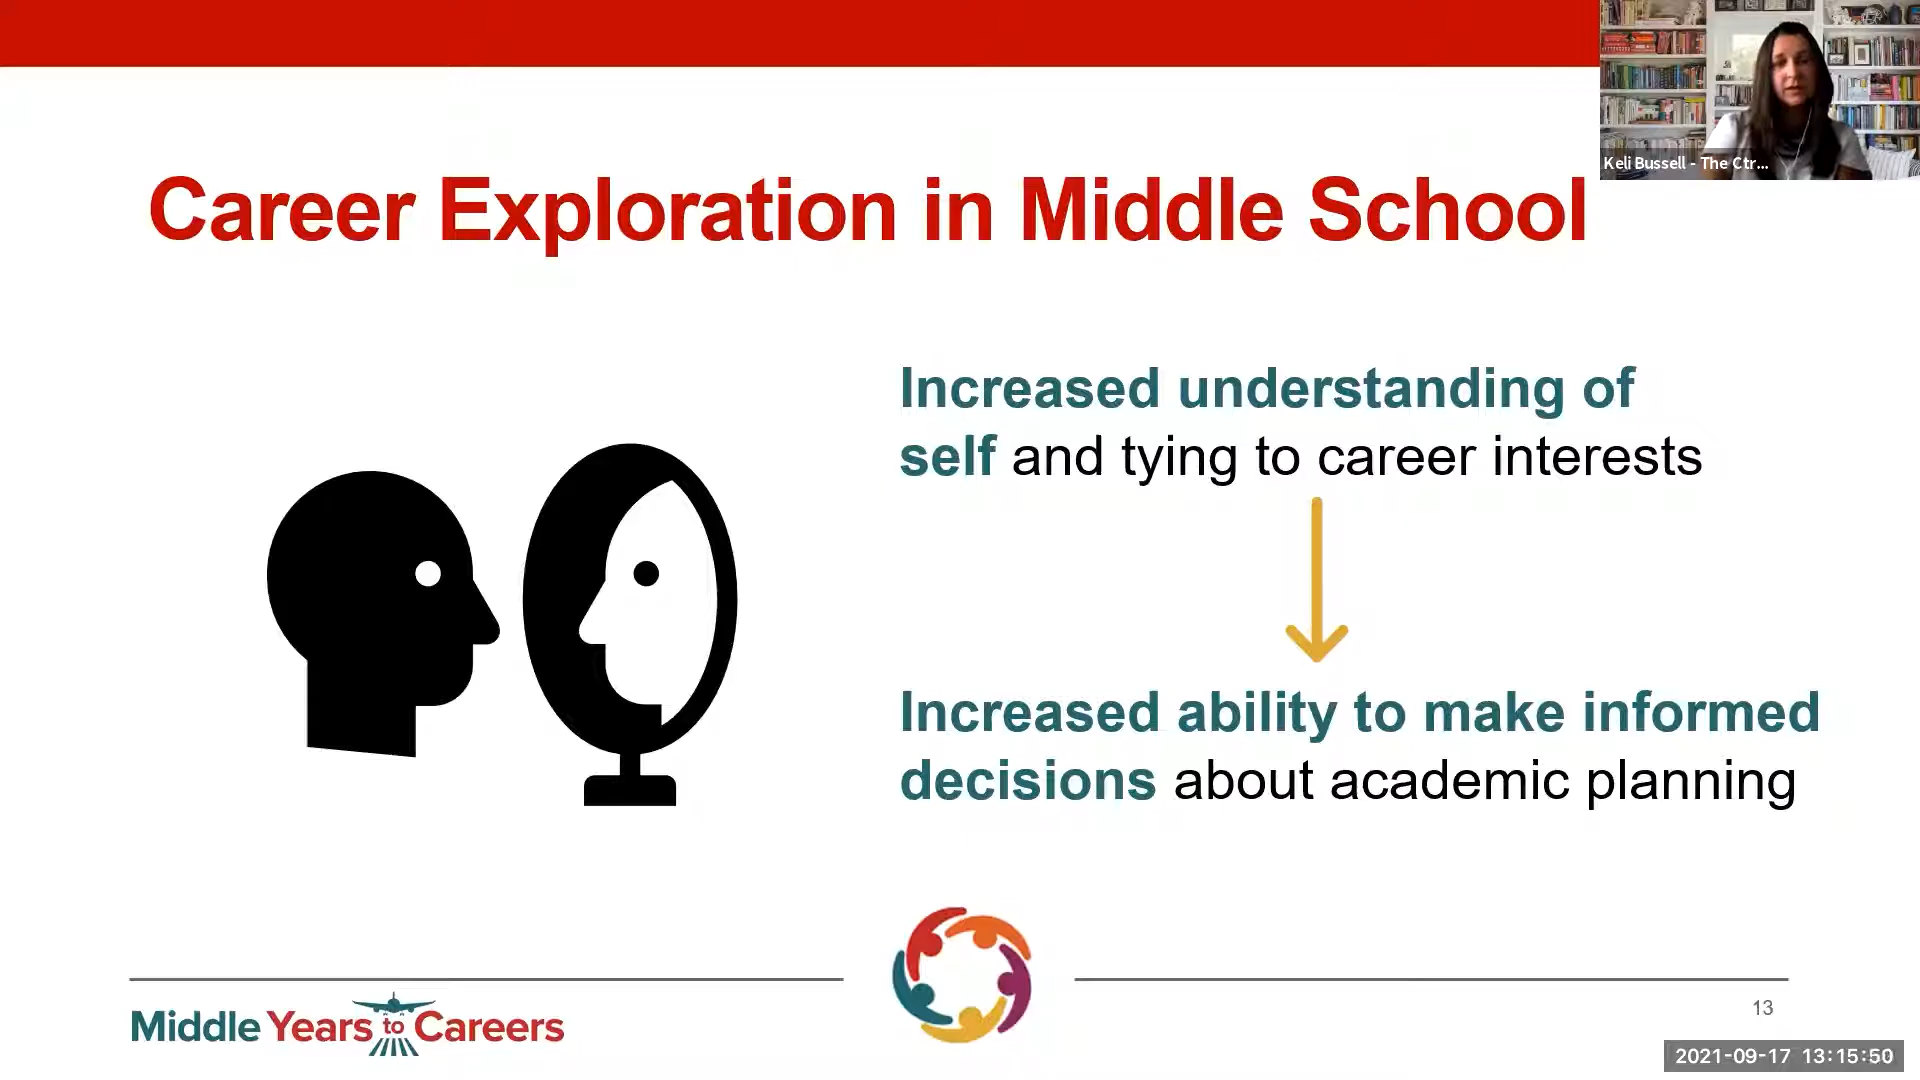 Keli Bussell - The Ctr...
Career Exploration in Middle School
Increased understanding of
self and tying to career interests
Increased ability to make informed
decisions about academic planning
Middle Years to Careers
13
2021-09-17 13:15:50